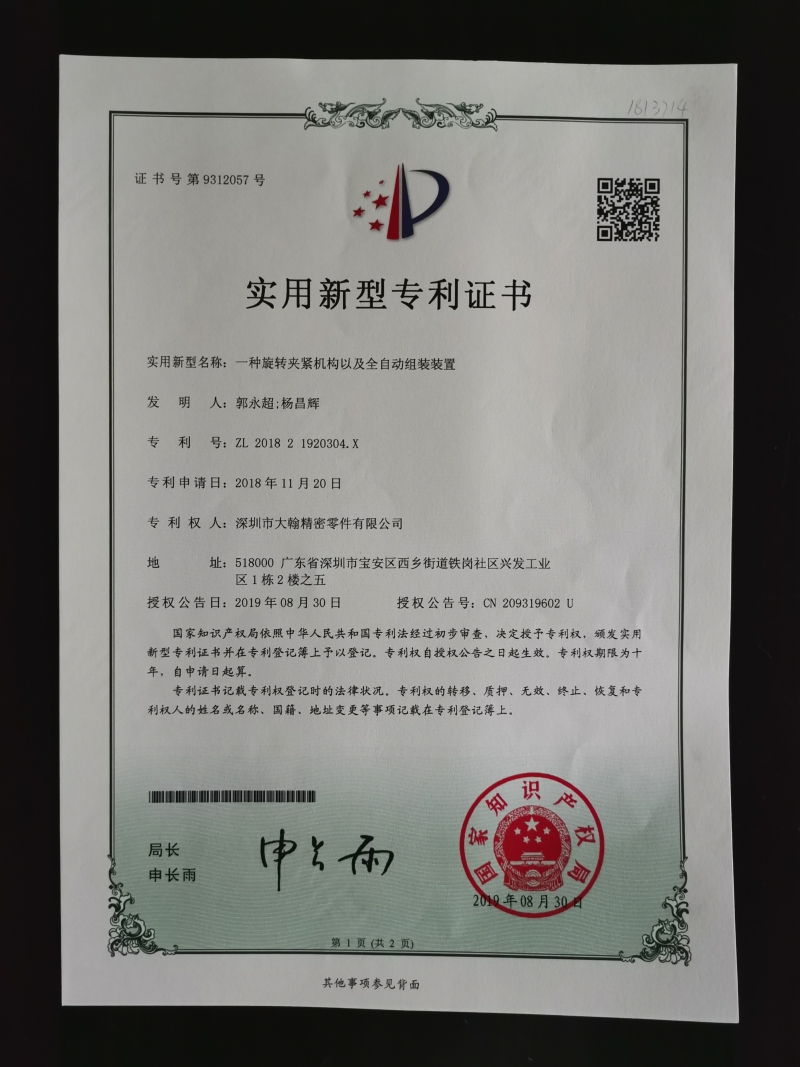 1813714
证书号第9312057号
实用新型专利证书
实用新型名称：一种旋转夹紧机构以及全自动组装装置
发明人：郭永超;杨昌辉
专利号：ZL 2018 2 1920304.X
专利申请日：2018年11月20日
专利权人：深圳市大翰精密零件有限公司
地址：518000 广东省深圳市宝安区西乡街道铁岗社区兴发工业
区1栋2楼之五
授权公告日：2019年08月30日 授权公告号：CN 209319602 U
国家知识产权局依照中华人民共和国专利法经过初步审查，决定授予专利权，颁发实用
新型专利证书并在专利登记簿上予以登记。专利权自授权公告之日起生效。专利权期限为十
年，自申请日起算。
专利证书记载专利权登记时的法律状况。专利权的转移、质押、无效、终止、恢复和专
利权人的姓名或名称、国籍、地址变更等事项记载在专利登记簿上。
局长
申长雨
申长雨
国家知识产权局
2019年08月30日
第1页(共2页)
其他事项参见背面